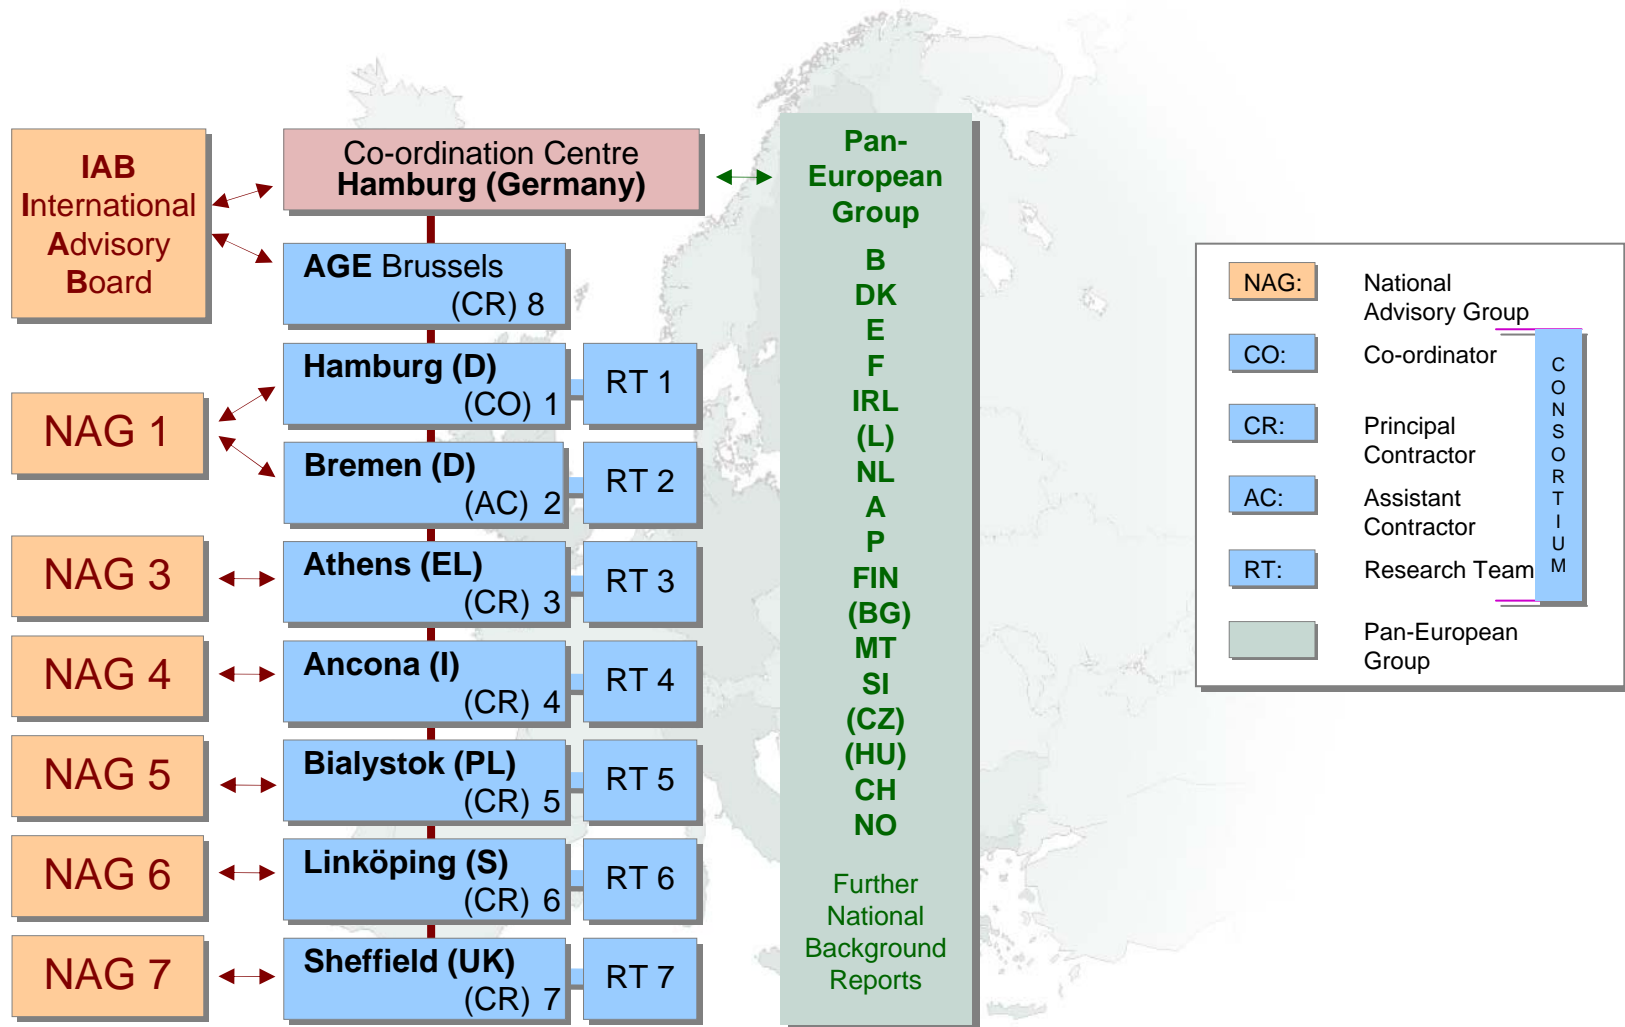 IAB
International
Advisory
Board
Co-ordination Centre
Hamburg (Germany)
AGE Brussels
(CR) 8
NAG 1
Hamburg (D)
(CO) 1
RT 1
Bremen (D)
(AC) 2
RT 2
NAG 3
Athens (EL)
(CR) 3
RT 3
NAG 4
Ancona (I)
(CR) 4
RT 4
NAG 5
Bialystok (PL)
(CR) 5
RT 5
NAG 6
Linköping (S)
(CR) 6
RT 6
NAG 7
Sheffield (UK)
(CR) 7
RT 7
Pan-
European
Group
B
DK
E
F
IRL
(L)
NL
A
P
FIN
(BG)
MT
SI
(CZ)
(HU)
CH
NO
Further
National
Background
Reports
NAG:
National
Advisory Group
CO:
Co-ordinator
CR:
Principal
Contractor
AC:
Assistant
Contractor
RT:
Research Team
Pan-European
Group
CONSORTIUM